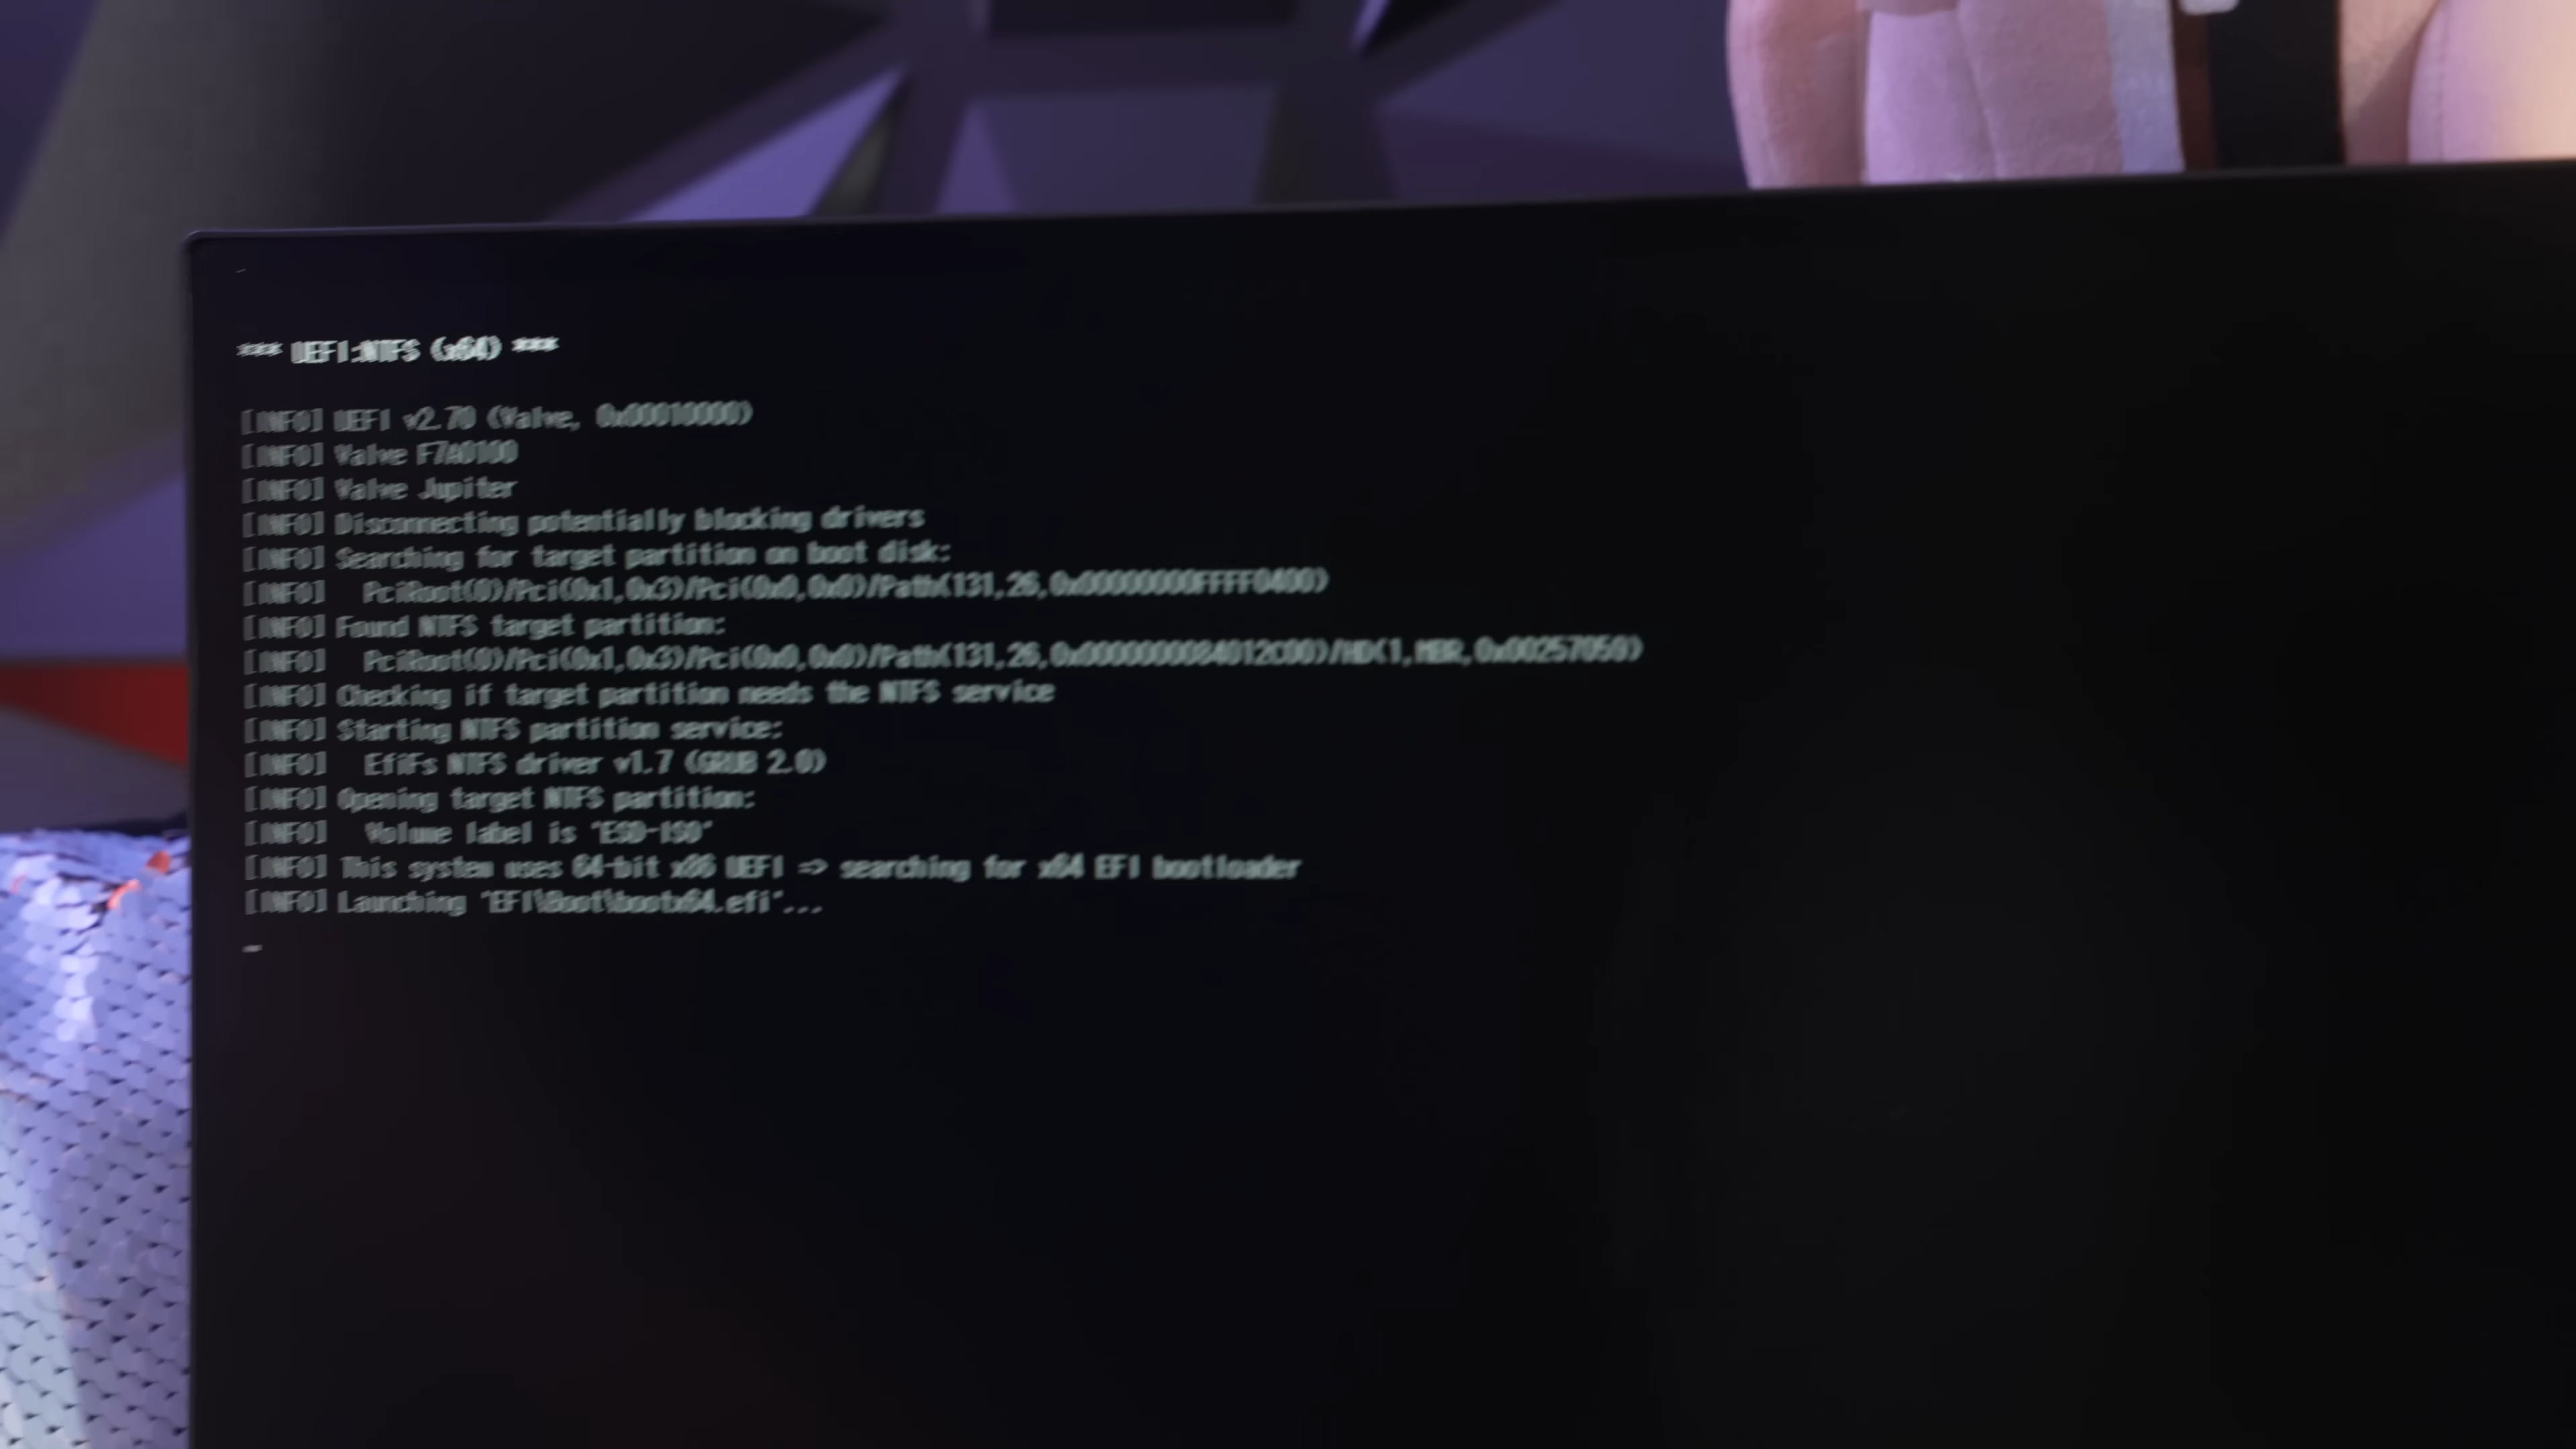 *** UEFI:NTFS (x64) ***
[INFO] UEFI v2.70 (Valve, 0x00010000)
[INFO] Valve F7A0100
[INFO] Valve Jupiter
[INFO] Disconnecting potentially blocking drivers
[INFO] Searching for target partition on boot disk:
[INFO]   PciRoot(0)/Pci(0x1,0x3)/Pci(0x0,0x0)/Path(131,26,0x00000000FFFF0400)
[INFO] Found NTFS target partition:
[INFO]   PciRoot(0)/Pci(0x1,0x3)/Pci(0x0,0x0)/Path(131,26,0x0000000084012C00)/HD(1,MBR,0x00257050)
[INFO] Checking if target partition needs the NTFS service
[INFO] Starting NTFS partition service:
[INFO]   EfiFs NTFS driver v1.7 (GRUB 2.0)
[INFO] Opening target NTFS partition:
[INFO]   Volume label is 'ESD-ISO'
[INFO] This system uses 64-bit x86 UEFI => searching for x64 EFI bootloader
[INFO] Launching 'EFI\Boot\bootx64.efi'...